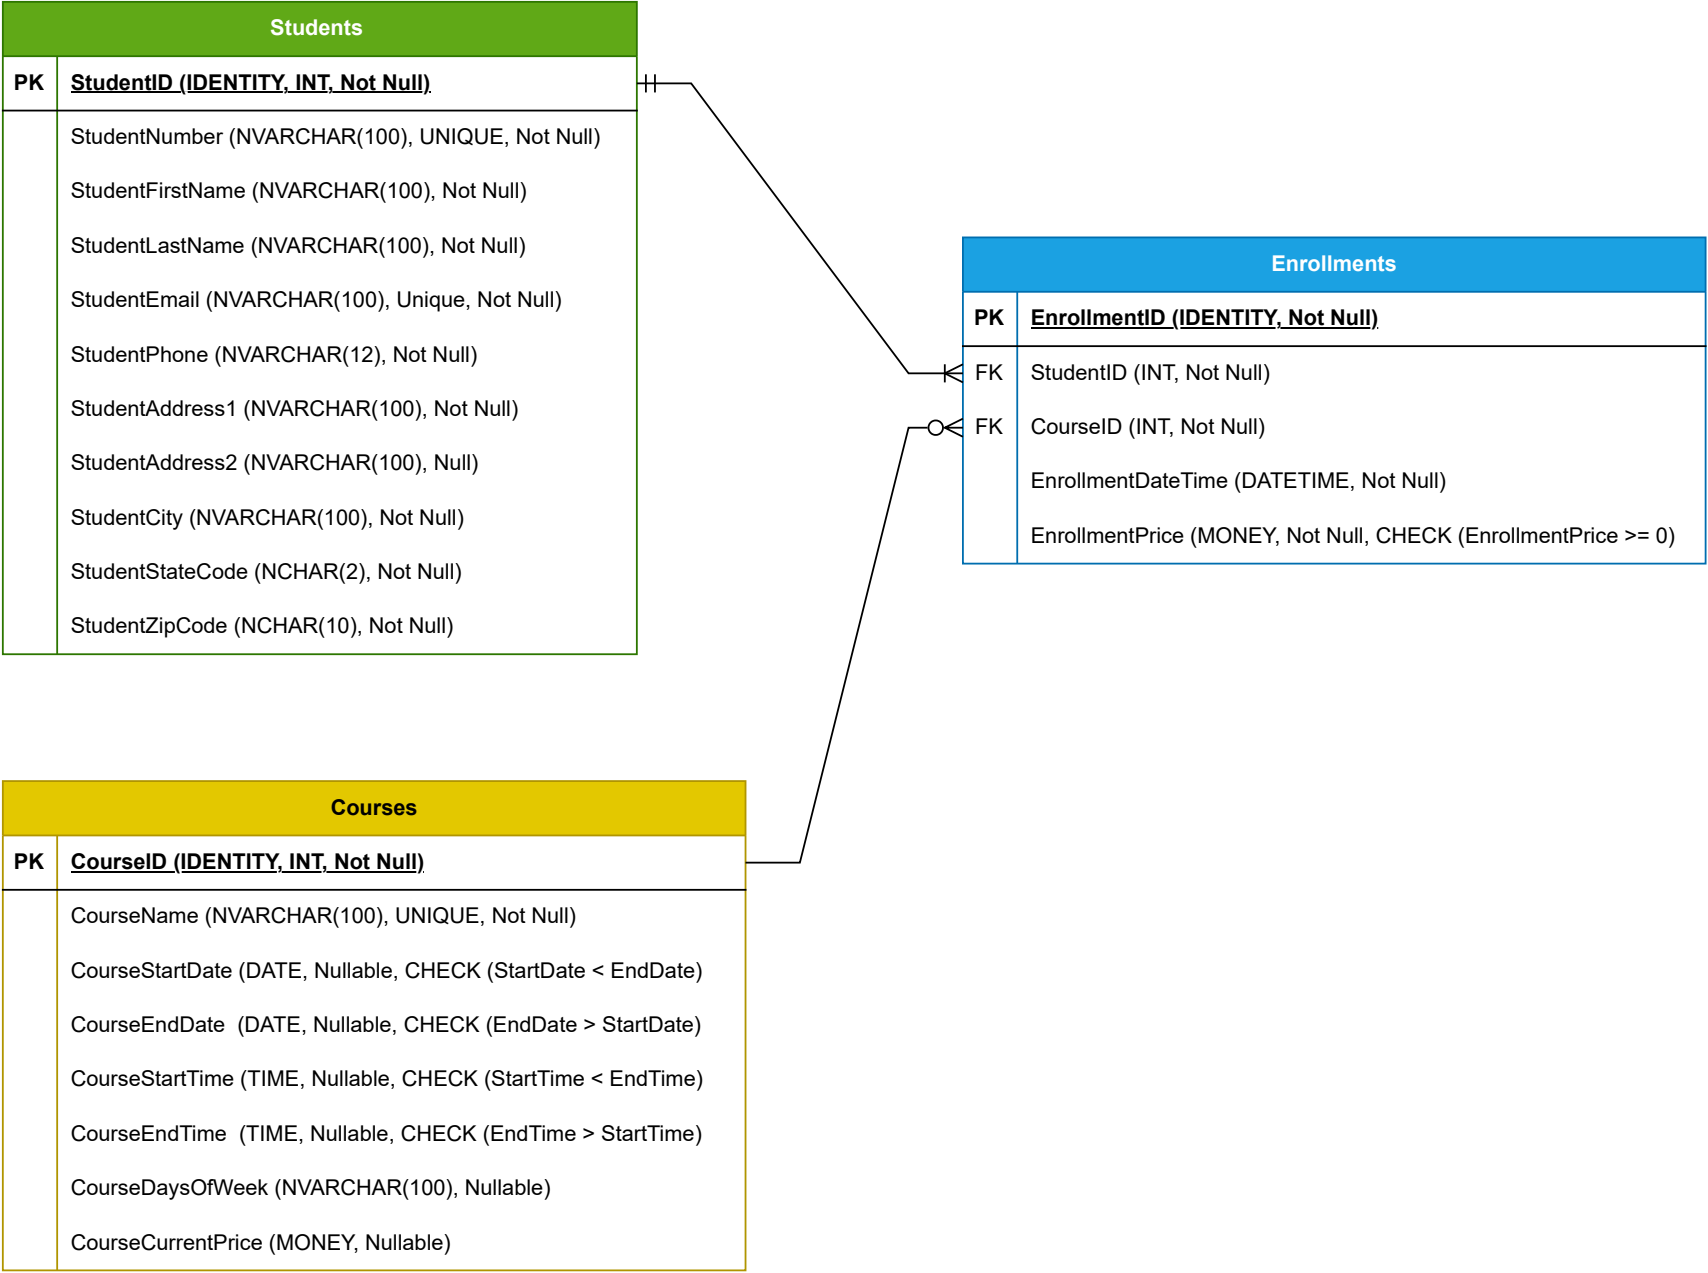 Students
PK StudentID (IDENTITY, INT, Not Null)
StudentNumber (NVARCHAR(100), UNIQUE, Not Null)
StudentFirstName (NVARCHAR(100), Not Null)
StudentLastName (NVARCHAR(100), Not Null)
StudentEmail (NVARCHAR(100), Unique, Not Null)
StudentPhone (NVARCHAR(12), Not Null)
StudentAddress1 (NVARCHAR(100), Not Null)
StudentAddress2 (NVARCHAR(100), Null)
StudentCity (NVARCHAR(100), Not Null)
StudentStateCode (NCHAR(2), Not Null)
StudentZipCode (NCHAR(10), Not Null)
Enrollments
PK EnrollmentID (IDENTITY, Not Null)
FK StudentID (INT, Not Null)
FK CourseID (INT, Not Null)
EnrollmentDateTime (DATETIME, Not Null)
EnrollmentPrice (MONEY, Not Null, CHECK (EnrollmentPrice >= 0)
Courses
PK CourseID (IDENTITY, INT, Not Null)
CourseName (NVARCHAR(100), UNIQUE, Not Null)
CourseStartDate (DATE, Nullable, CHECK (StartDate < EndDate)
CourseEndDate  (DATE, Nullable, CHECK (EndDate > StartDate)
CourseStartTime (TIME, Nullable, CHECK (StartTime < EndTime)
CourseEndTime  (TIME, Nullable, CHECK (EndTime > StartTime)
CourseDaysOfWeek (NVARCHAR(100), Nullable)
CourseCurrentPrice (MONEY, Nullable)